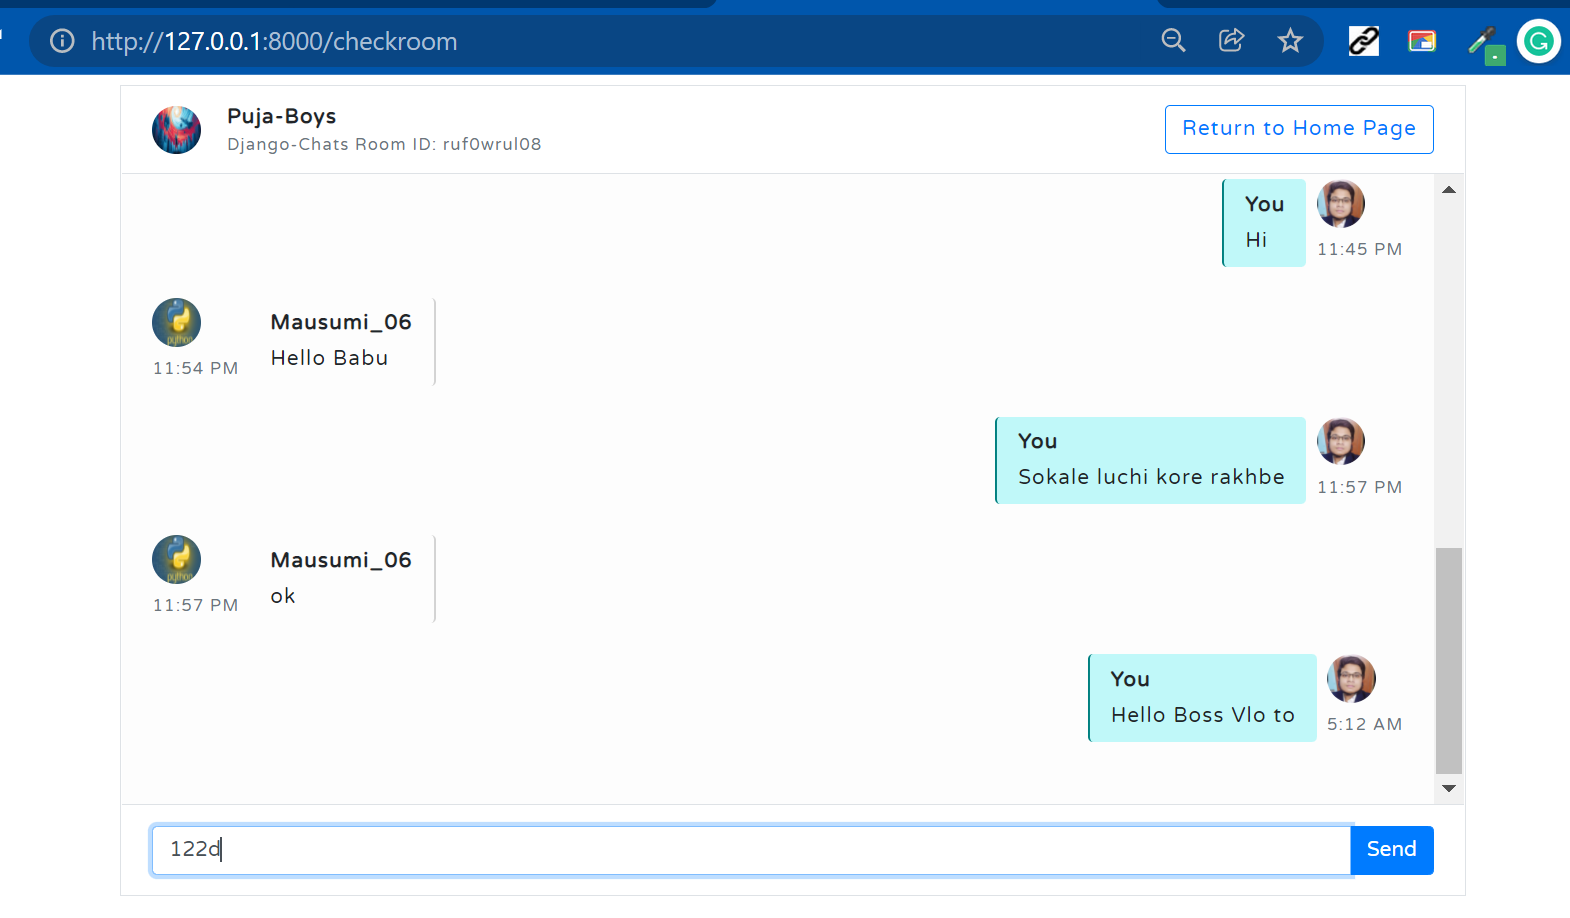 http://127.0.0.1:8000/checkroom
Puja-Boys
Django-Chats Room ID: ruf0wrul08
Return to Home Page
You
Hi
11:45 PM
Mausumi_06
Hello Babu
python
11:54 PM
You
Sokale luchi kore rakhbe
11:57 PM
Mausumi_06
ok
python
11:57 PM
You
Hello Boss Vlo to
5:12 AM
122d
Send